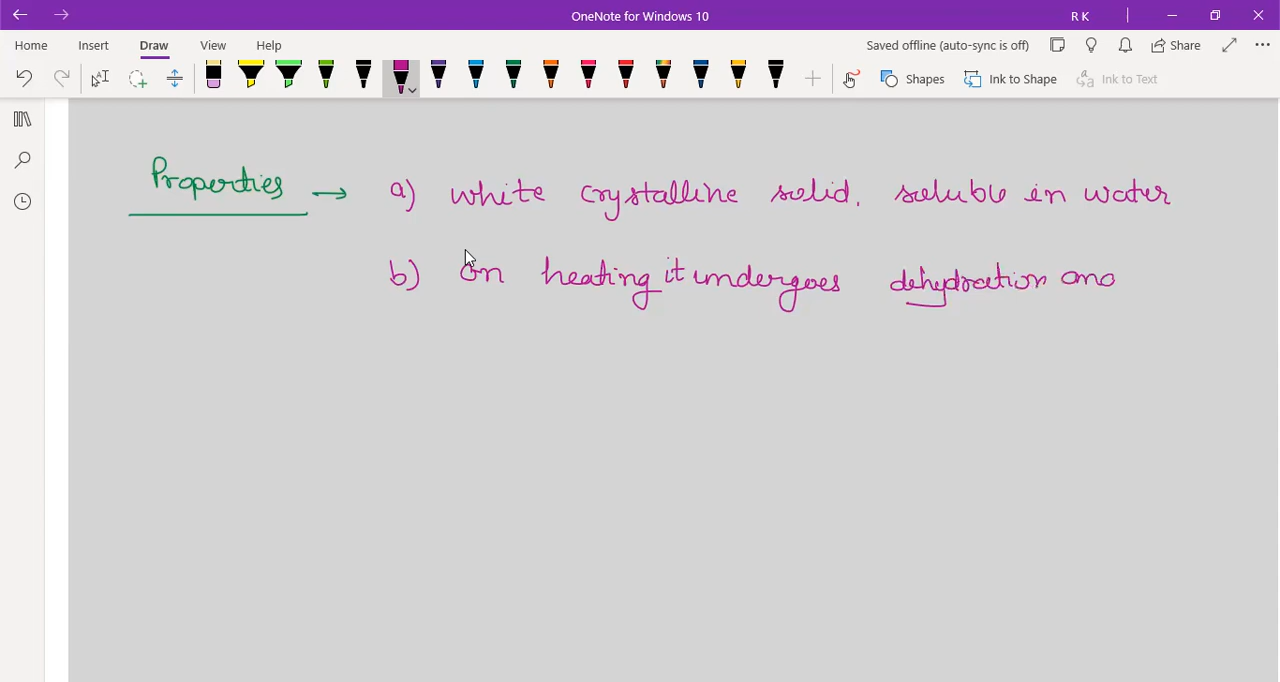 OneNote for Windows 10
R K
Home Insert Draw View Help
Saved offline (auto-sync is off) Share
Shapes Ink to Shape Ink to Text
Properties → a) white crystalline solid. soluble in water
b) On heating it undergoes dehydration and